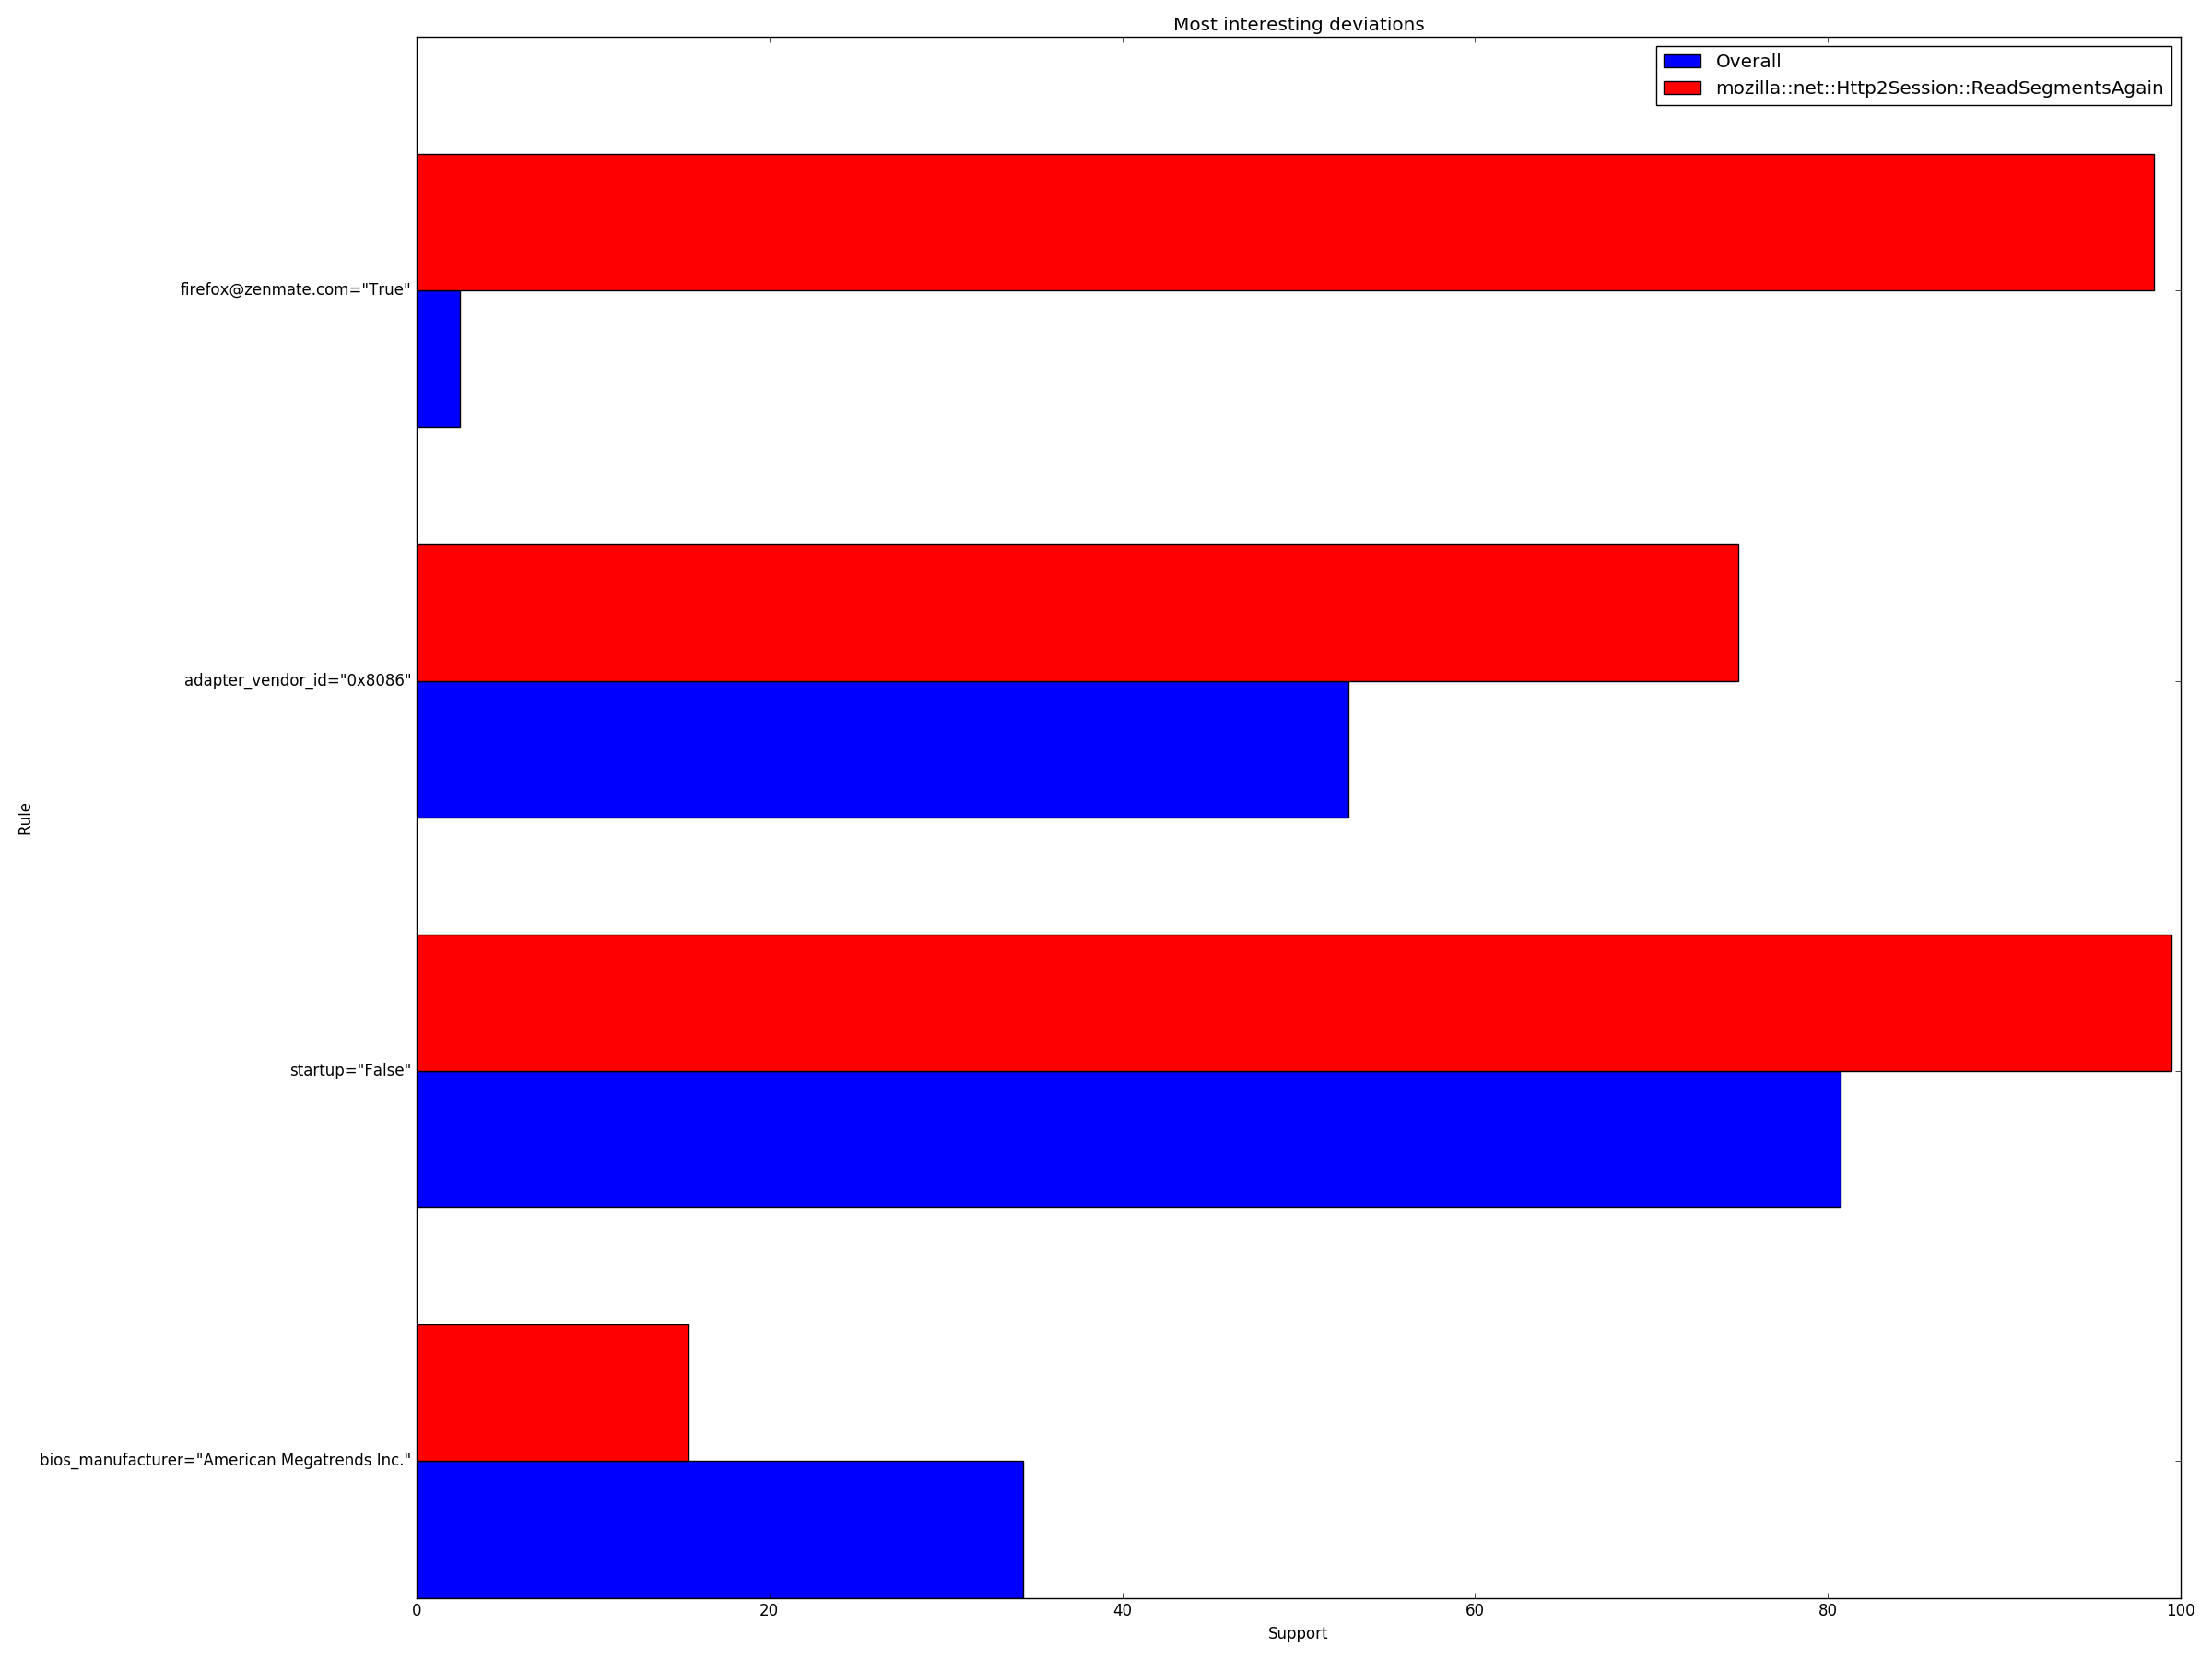 Most interesting deviations
Overall
mozilla::net::Http2Session::ReadSegmentsAgain
firefox@zenmate.com="True"
adapter_vendor_id="0x8086"
Rule
startup="False"
bios_manufacturer="American Megatrends Inc."
0 20 40 60 80 100
Support